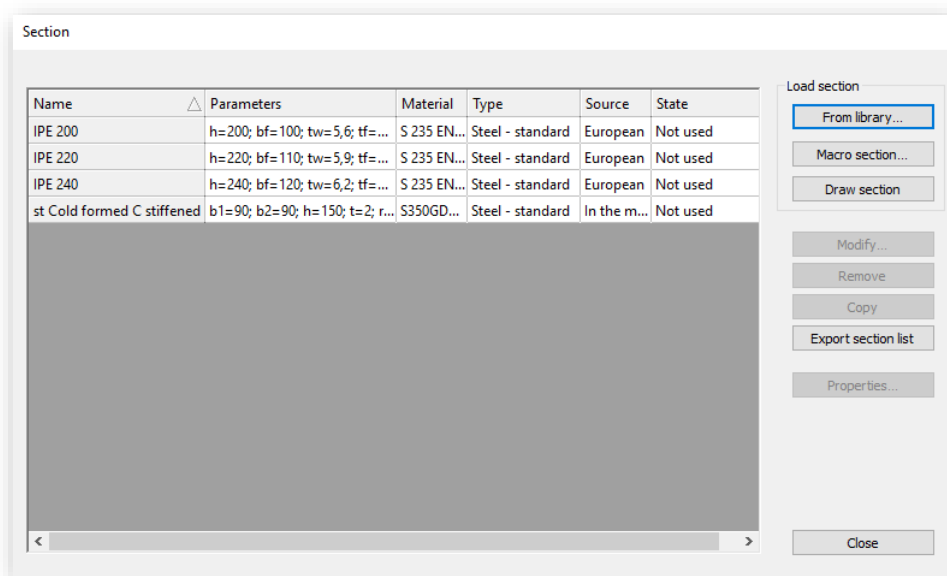 Section
Load section
Name Parameters Material Type Source State
From library...
IPE 200 h=200; bf=100; tw=5,6; tf=... S 235 EN... Steel - standard European Not used
IPE 220 h=220; bf=110; tw=5,9; tf=... S 235 EN... Steel - standard European Not used
Macro section...
IPE 240 h=240; bf=120; tw=6,2; tf=... S 235 EN... Steel - standard European Not used
Draw section
st Cold formed C stiffened b1=90; b2=90; h=150; t=2; r... S350GD... Steel - standard In the m... Not used
Modify...
Remove
Copy
Export section list
Properties...
Close